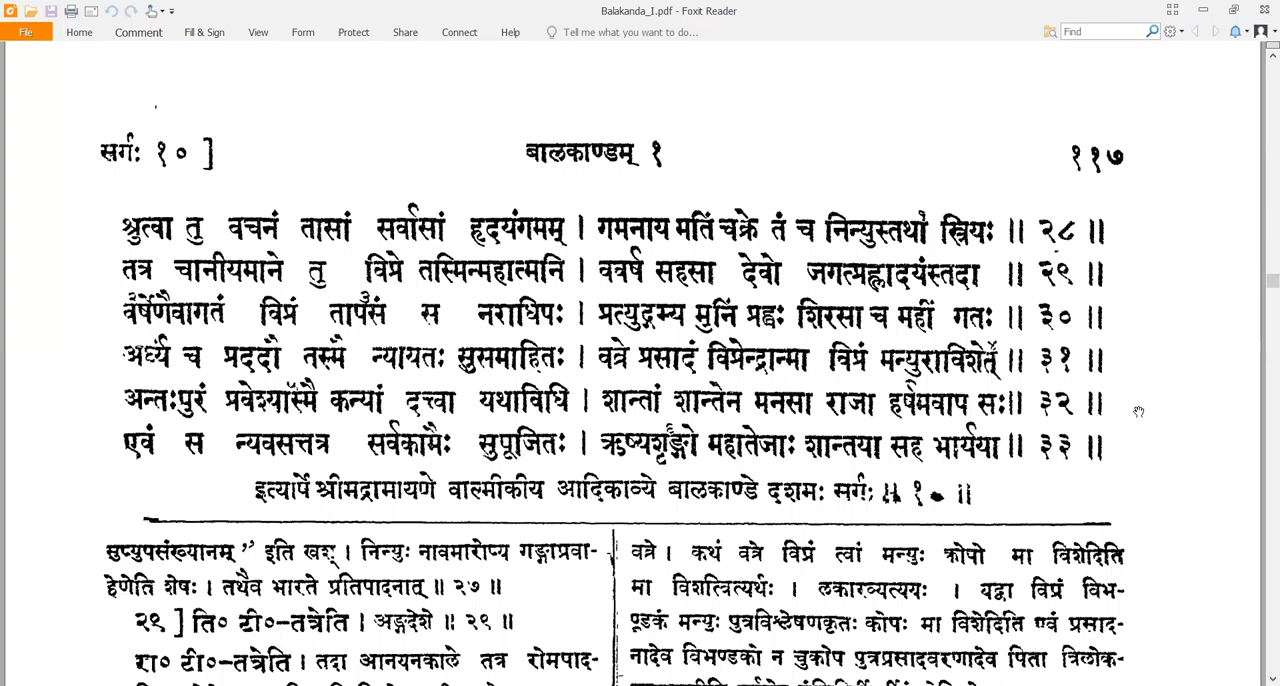 Balakanda_I.pdf - Foxit Reader
File Home Comment Fill & Sign View Form Protect Share Connect Help Tell me what you want to do... Find
सर्गः १० ] बालकाण्डम् १ ११७
श्रुत्वा तु वचनं तासां सर्वासां हृदयंगमम् । गमनाय मतिं चक्रे तं च निन्युस्तथा स्त्रियः ॥ २८ ॥
तत्र चानीयमाने तु विप्रे तस्मिन्महात्मनि । ववर्ष सहसा देवो जगत्प्रह्लादयंस्तदा ॥ २९ ॥
वर्षेणैवागतं विप्रं तापसं स नराधिपः । प्रत्युद्गम्य मुनिं प्रह्वः शिरसा च महीं गतः ॥ ३० ॥
अर्घ्यं च प्रददौ तस्मै न्यायतः सुसमाहितः । वव्रे प्रसादं विप्रेन्द्रान्मा विप्रं मन्युराविशेत् ॥ ३१ ॥
अन्तःपुरं प्रवेश्यास्मै कन्यां दत्त्वा यथाविधि । शान्तां शान्तेन मनसा राजा हर्षमवाप सः ॥ ३२ ॥
एवं स न्यवसत्तत्र सर्वकामैः सुपूजितः । ऋष्यशृङ्गो महातेजाः शान्तया सह भार्यया ॥ ३३ ॥
इत्यार्षे श्रीमद्रामायणे वाल्मीकीय आदिकाव्ये बालकाण्डे दशमः सर्गः ॥ १० ॥
सुप्युपसंख्यानम् " इति खश् । निन्युः नावमारोप्य गङ्गाप्रवा-
हेणेति शेषः । तथैव भारते प्रतिपादनात् ॥ २७ ॥
२९ ] ति० टी०-तत्रेति । अङ्गदेशे ॥ २९ ॥
रा० टी०-तत्रेति । तदा आनयनकाले तत्र रोमपाद-
वव्रे । कथं वव्रे विप्रं त्वां मन्युः कोपो मा विशेदिति
मा विशत्वित्यर्थः । लकारव्यत्ययः । यद्वा विप्रं विभ-
ण्डकं मन्युः पुत्रविश्लेषणकृतः कोपः मा विशेदिति एवं प्रसाद-
नादेव विभण्डको न चुकोप पुत्रप्रसादवरणादेव पिता त्रिलोक-